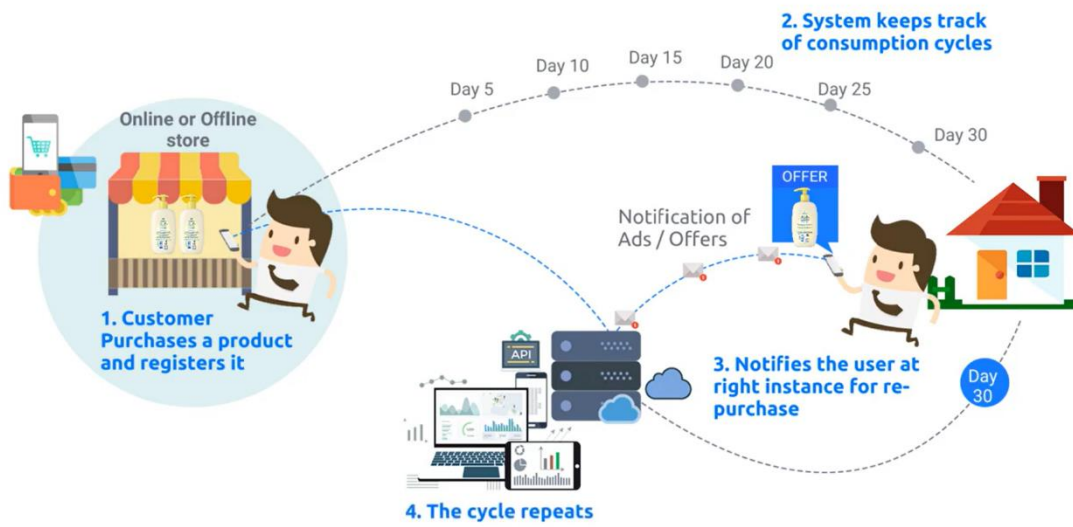 2. System keeps track
of consumption cycles
Day 5
Day 10
Day 15
Day 20
Day 25
Day 30
Online or Offline
store
1. Customer
Purchases a product
and registers it
OFFER
Notification of
Ads / Offers
API
3. Notifies the user at
right instance for re-
purchase
Day
30
4. The cycle repeats